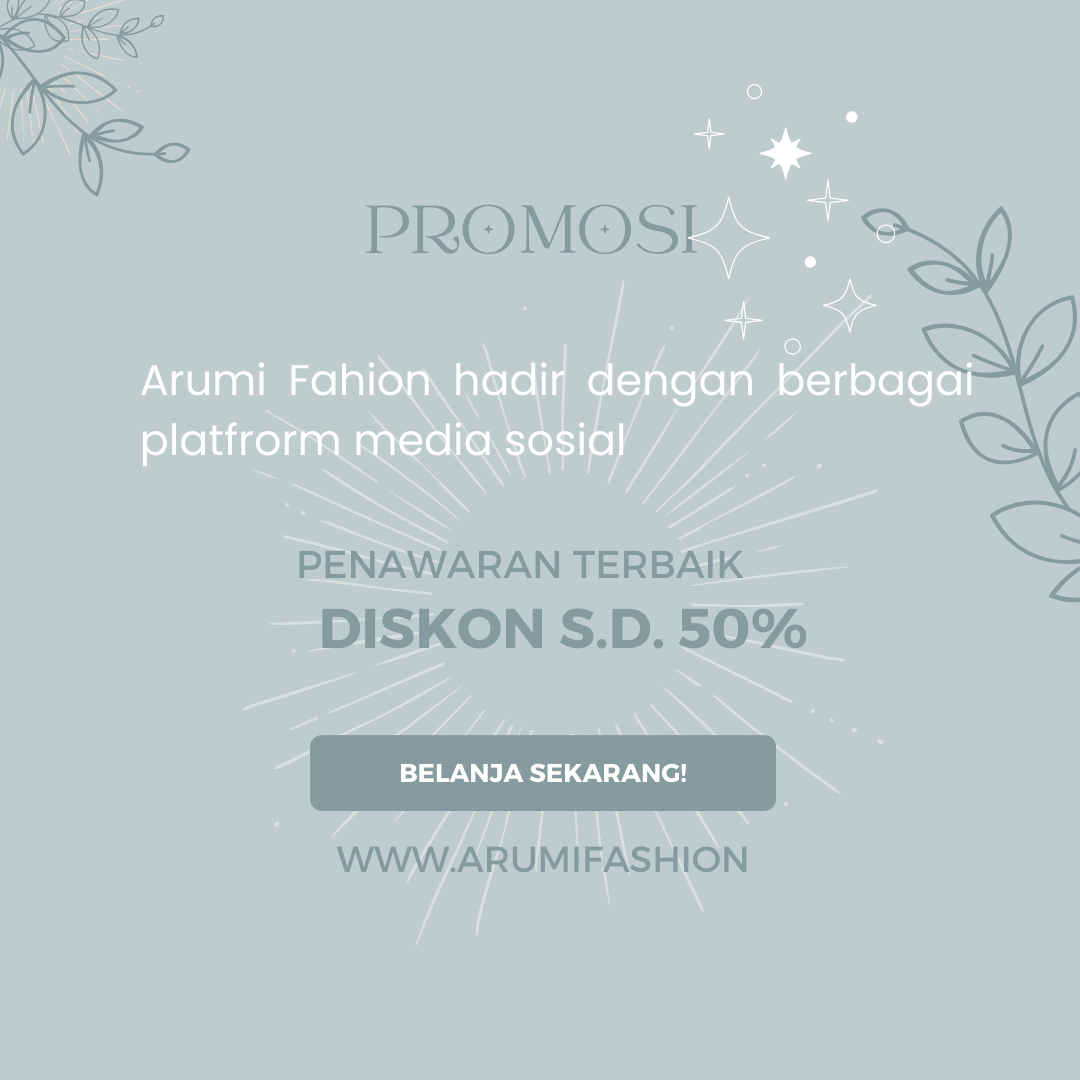 PROMOSI
Arumi Fahion hadir dengan berbagai
platfrorm media sosial
PENAWARAN TERBAIK
DISKON S.D. 50%
BELANJA SEKARANG!
WWW.ARUMIFASHION